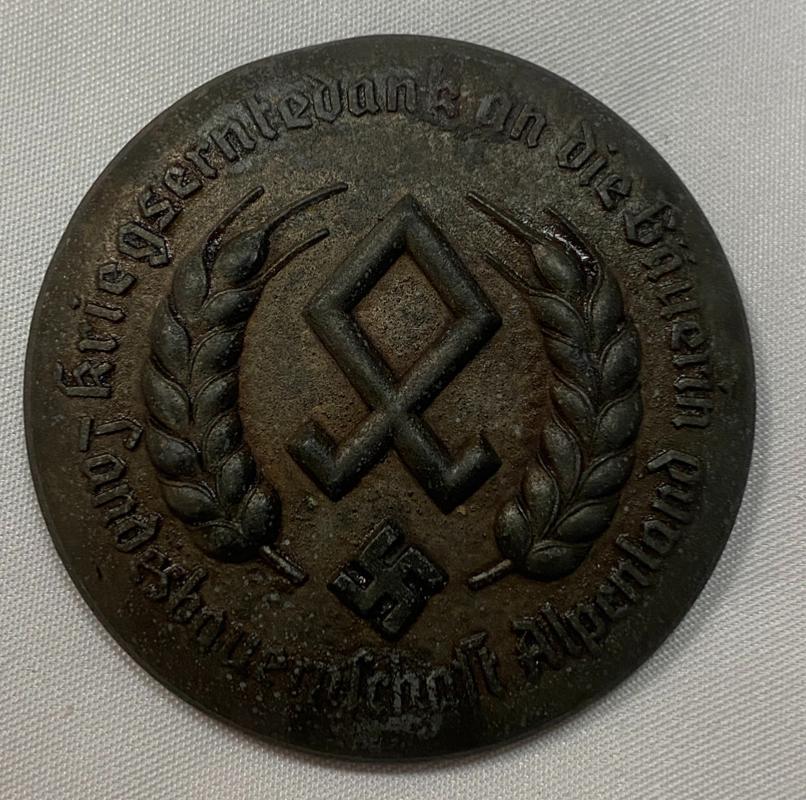 Kriegserntedank an die Bäuerin
Landesbauernschaft Alpenland